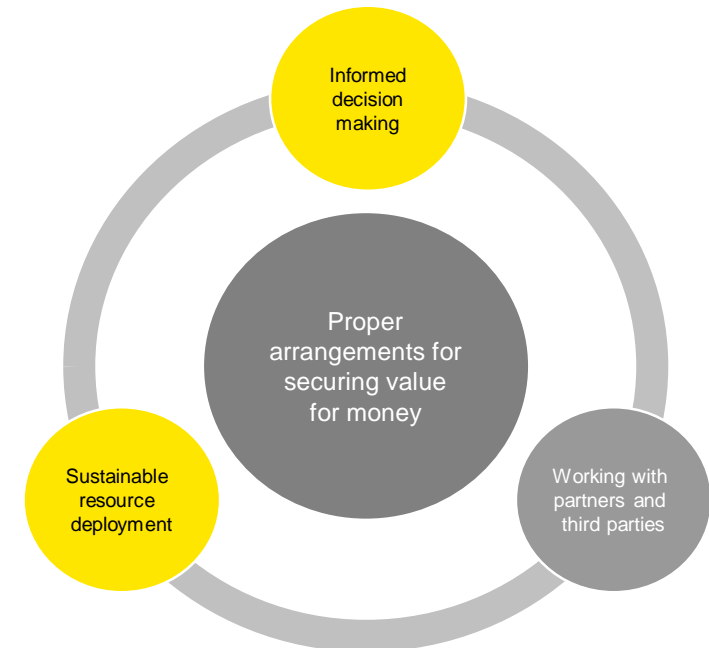 Informed
decision
making
Proper
arrangements for
securing value
for money
Sustainable
resource
deployment
Working with
partners and
third parties